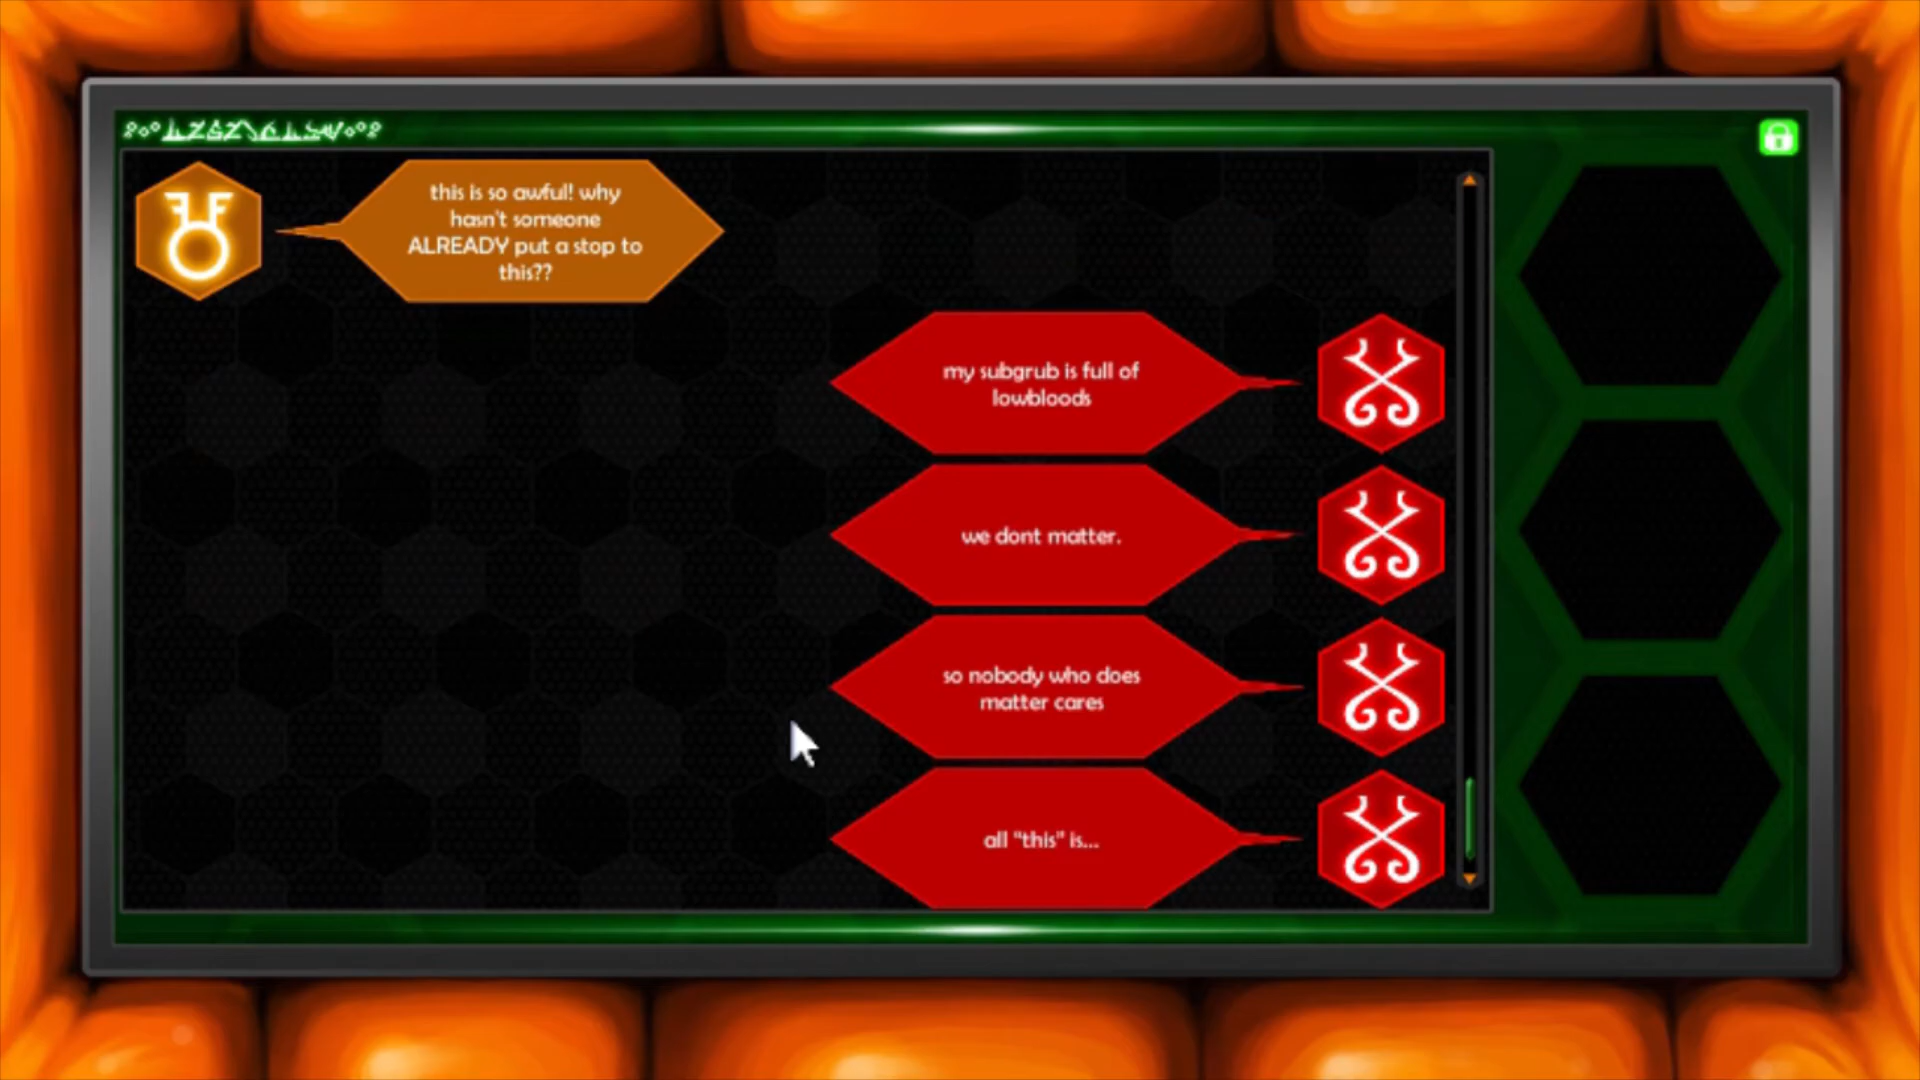 this is so awful! why
hasn't someone
ALREADY put a stop to
this??
my subgrub is full of
lowbloods
we dont matter.
so nobody who does
matter cares
all "this" is...